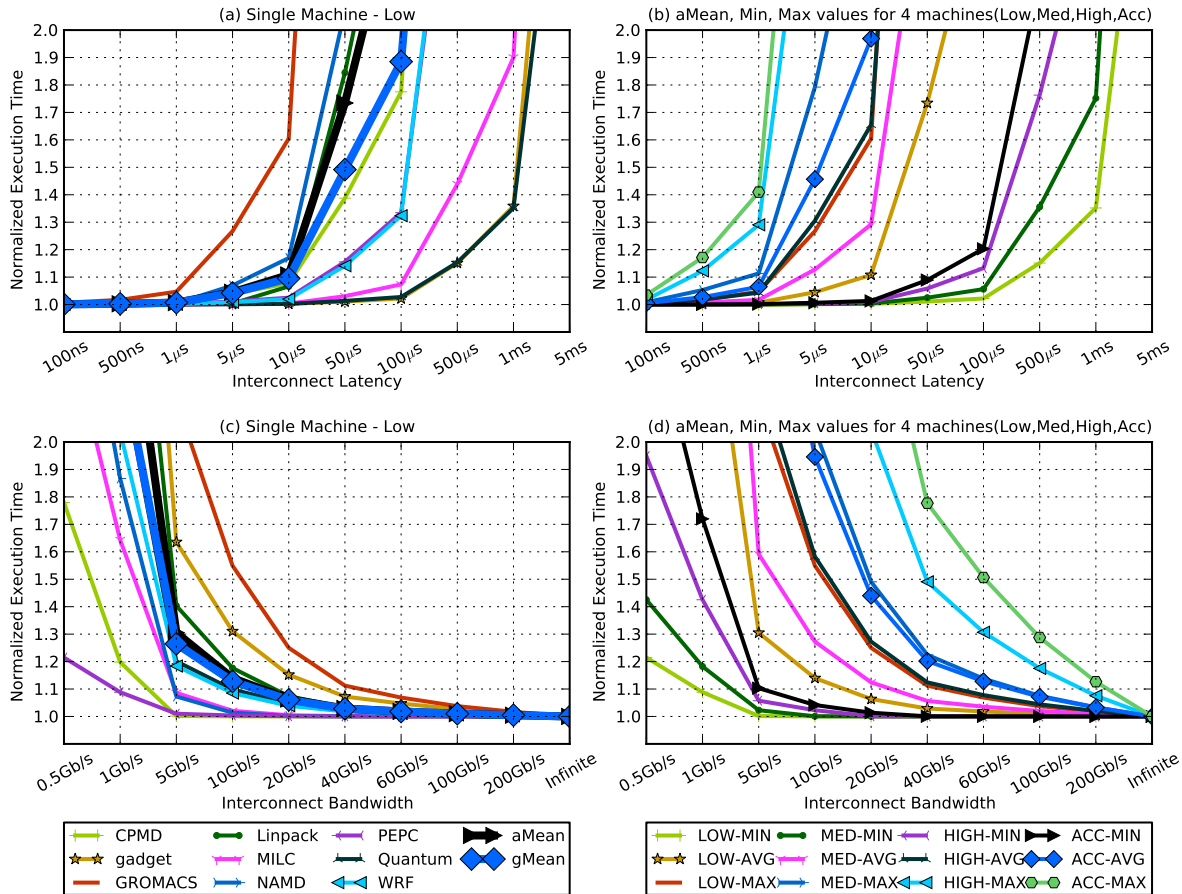 (a) Single Machine - Low
2.0
1.9
1.8
1.7
1.6
1.5
1.4
1.3
1.2
1.1
1.0
Normalized Execution Time
100ns
500ns
1μs
5μs
10μs
50μs
100μs
500μs
1ms
5ms
Interconnect Latency
(b) aMean, Min, Max values for 4 machines(Low,Med,High,Acc)
2.0
1.9
1.8
1.7
1.6
1.5
1.4
1.3
1.2
1.1
1.0
Normalized Execution Time
100ns
500ns
1μs
5μs
10μs
50μs
100μs
500μs
1ms
5ms
Interconnect Latency
(c) Single Machine - Low
2.0
1.9
1.8
1.7
1.6
1.5
1.4
1.3
1.2
1.1
1.0
Normalized Execution Time
0.5Gb/s
1Gb/s
5Gb/s
10Gb/s
20Gb/s
40Gb/s
60Gb/s
100Gb/s
200Gb/s
Infinite
Interconnect Bandwidth
(d) aMean, Min, Max values for 4 machines(Low,Med,High,Acc)
2.0
1.9
1.8
1.7
1.6
1.5
1.4
1.3
1.2
1.1
1.0
Normalized Execution Time
0.5Gb/s
1Gb/s
5Gb/s
10Gb/s
20Gb/s
40Gb/s
60Gb/s
100Gb/s
200Gb/s
Infinite
Interconnect Bandwidth
CPMD
gadget
GROMACS
Linpack
MILC
NAMD
PEPC
Quantum
WRF
aMean
gMean
LOW-MIN
LOW-AVG
LOW-MAX
MED-MIN
MED-AVG
MED-MAX
HIGH-MIN
HIGH-AVG
HIGH-MAX
ACC-MIN
ACC-AVG
ACC-MAX